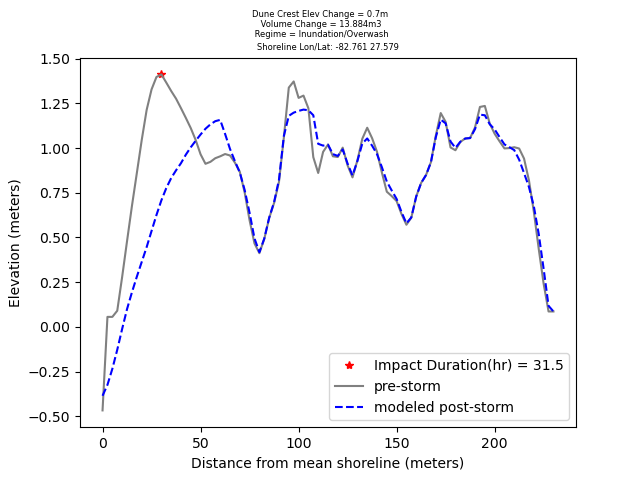 Dune Crest Elev Change = 0.7m
Volume Change = 13.884m3
Regime = Inundation/Overwash
Shoreline Lon/Lat: -82.761 27.579
1.50
1.25
1.00
0.75
0.50
0.25
0.00
−0.25
−0.50
Elevation (meters)
Impact Duration(hr) = 31.5
pre-storm
modeled post-storm
0 50 100 150 200
Distance from mean shoreline (meters)